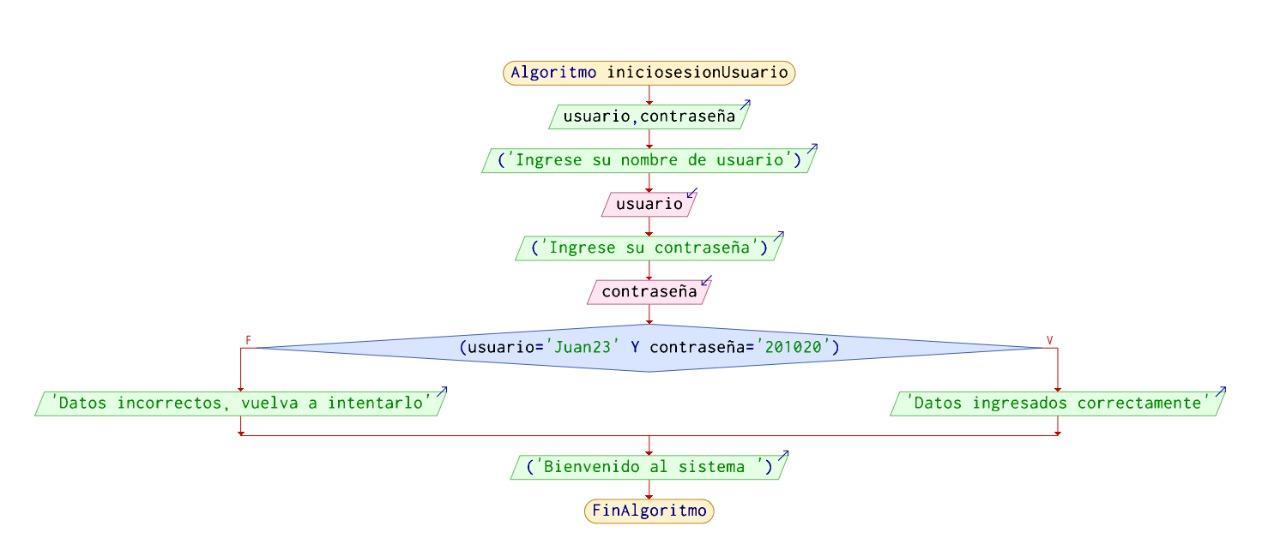 Algoritmo iniciosesionUsuario
usuario,contraseña
('Ingrese su nombre de usuario')
usuario
('Ingrese su contraseña')
contraseña
F
V
(usuario='Juan23' Y contraseña='201020')
'Datos incorrectos, vuelva a intentarlo'
'Datos ingresados correctamente'
('Bienvenido al sistema ')
FinAlgoritmo